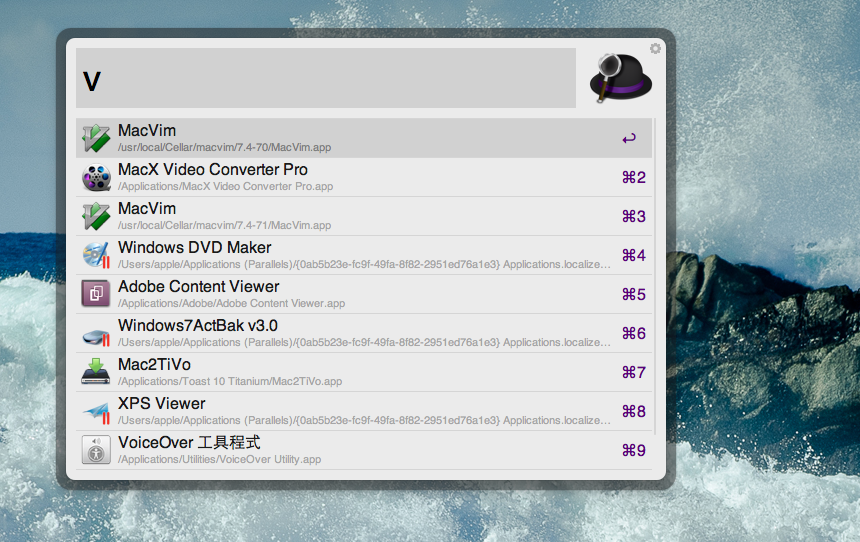 V
MacVim
/usr/local/Cellar/macvim/7.4-70/MacVim.app
↩
MacX Video Converter Pro
/Applications/MacX Video Converter Pro.app
⌘2
MacVim
/usr/local/Cellar/macvim/7.4-71/MacVim.app
⌘3
Windows DVD Maker
/Users/apple/Applications (Parallels)/{0ab5b23e-fc9f-49fa-8f82-2951ed76a1e3} Applications.localize…
⌘4
Adobe Content Viewer
/Applications/Adobe/Adobe Content Viewer.app
⌘5
Windows7ActBak v3.0
/Users/apple/Applications (Parallels)/{0ab5b23e-fc9f-49fa-8f82-2951ed76a1e3} Applications.localize…
⌘6
Mac2TiVo
/Applications/Toast 10 Titanium/Mac2TiVo.app
⌘7
XPS Viewer
/Users/apple/Applications (Parallels)/{0ab5b23e-fc9f-49fa-8f82-2951ed76a1e3} Applications.localize…
⌘8
VoiceOver 工具程式
/Applications/Utilities/VoiceOver Utility.app
⌘9